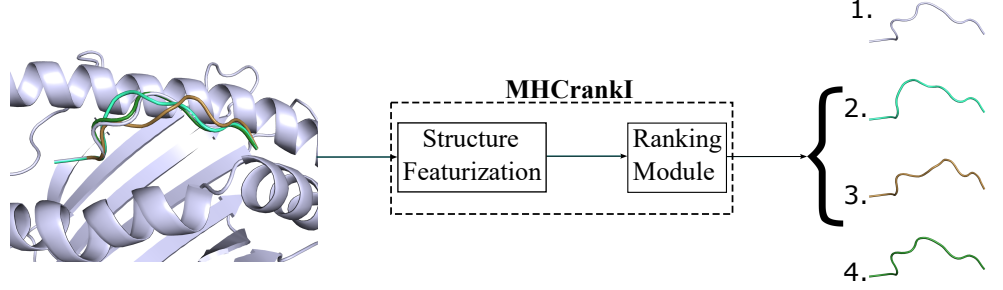 MHCrankI
Structure
Featurization
Ranking
Module
1.
2.
3.
4.